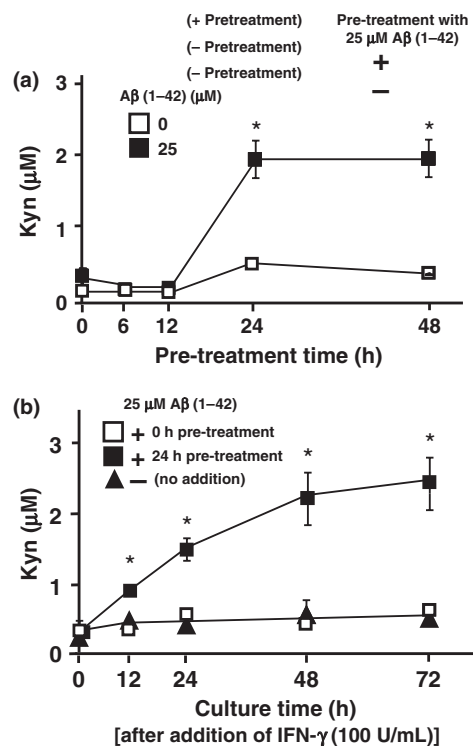 (+ Pretreatment)
(− Pretreatment)
(− Pretreatment)
Pre-treatment with
25 μM Aβ (1–42)
+
−
(a)
3
2
1
0
Kyn (μM)
Aβ (1–42) (μM)
0
25
*
*
0 6 12 24 48
Pre-treatment time (h)
(b)
3
2
1
0
Kyn (μM)
25 μM Aβ (1–42)
+ 0 h pre-treatment
+ 24 h pre-treatment
− (no addition)
*
*
*
*
0 12 24 48 72
Culture time (h)
[after addition of IFN-γ (100 U/mL)]